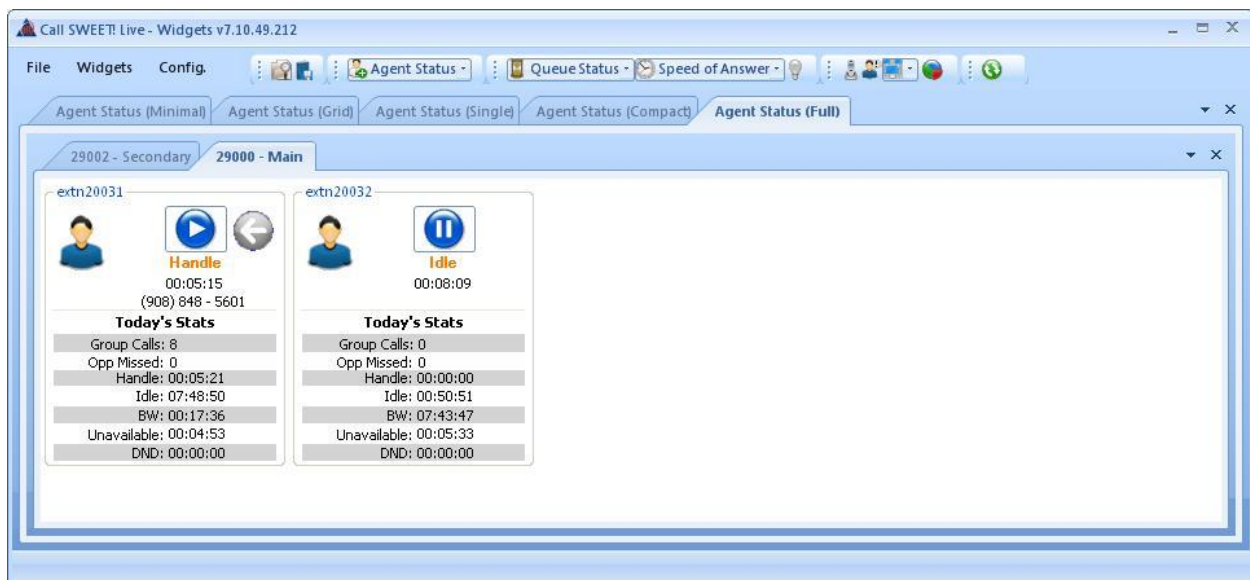 Call SWEET! Live - Widgets v7.10.49.212
File Widgets Config. Agent Status Queue Status Speed of Answer
Agent Status (Minimal) Agent Status (Grid) Agent Status (Single) Agent Status (Compact) Agent Status (Full)
29002 - Secondary 29000 - Main
extn20031
Handle
00:05:15
(908) 848 - 5601
Today's Stats
Group Calls: 8
Opp Missed: 0
Handle: 00:05:21
Idle: 07:48:50
BW: 00:17:36
Unavailable: 00:04:53
DND: 00:00:00
extn20032
Idle
00:08:09
Today's Stats
Group Calls: 0
Opp Missed: 0
Handle: 00:00:00
Idle: 00:50:51
BW: 07:43:47
Unavailable: 00:05:33
DND: 00:00:00